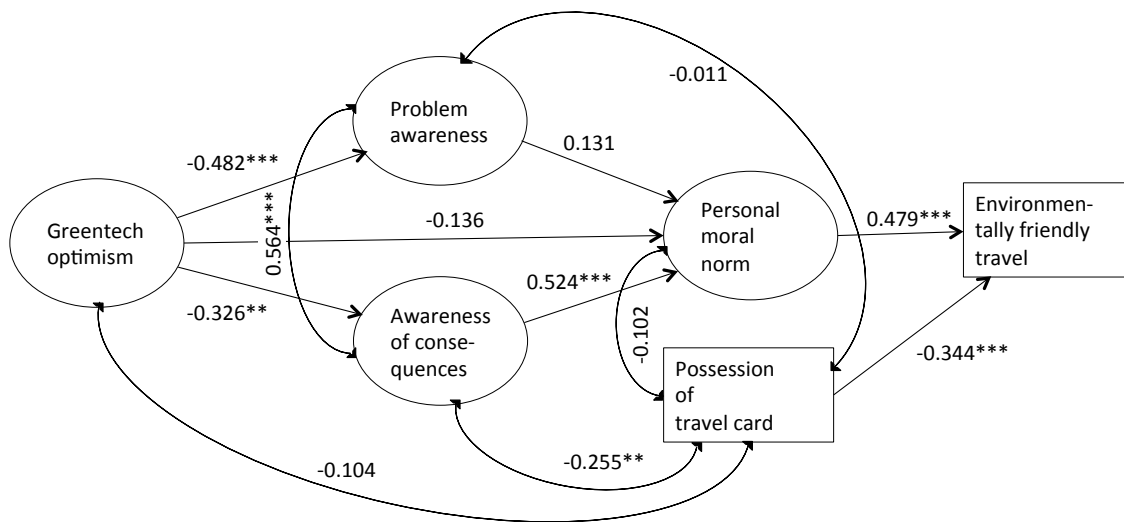 -0.011
Problem
awareness
0.131
-0.482***
Personal
moral
norm
Environmen-
tally friendly
travel
0.479***
Greentech
optimism
-0.136
0.564***
0.524***
-0.326**
Awareness
of conse-
quences
-0.102
-0.344***
Possession
of
travel card
-0.255**
-0.104